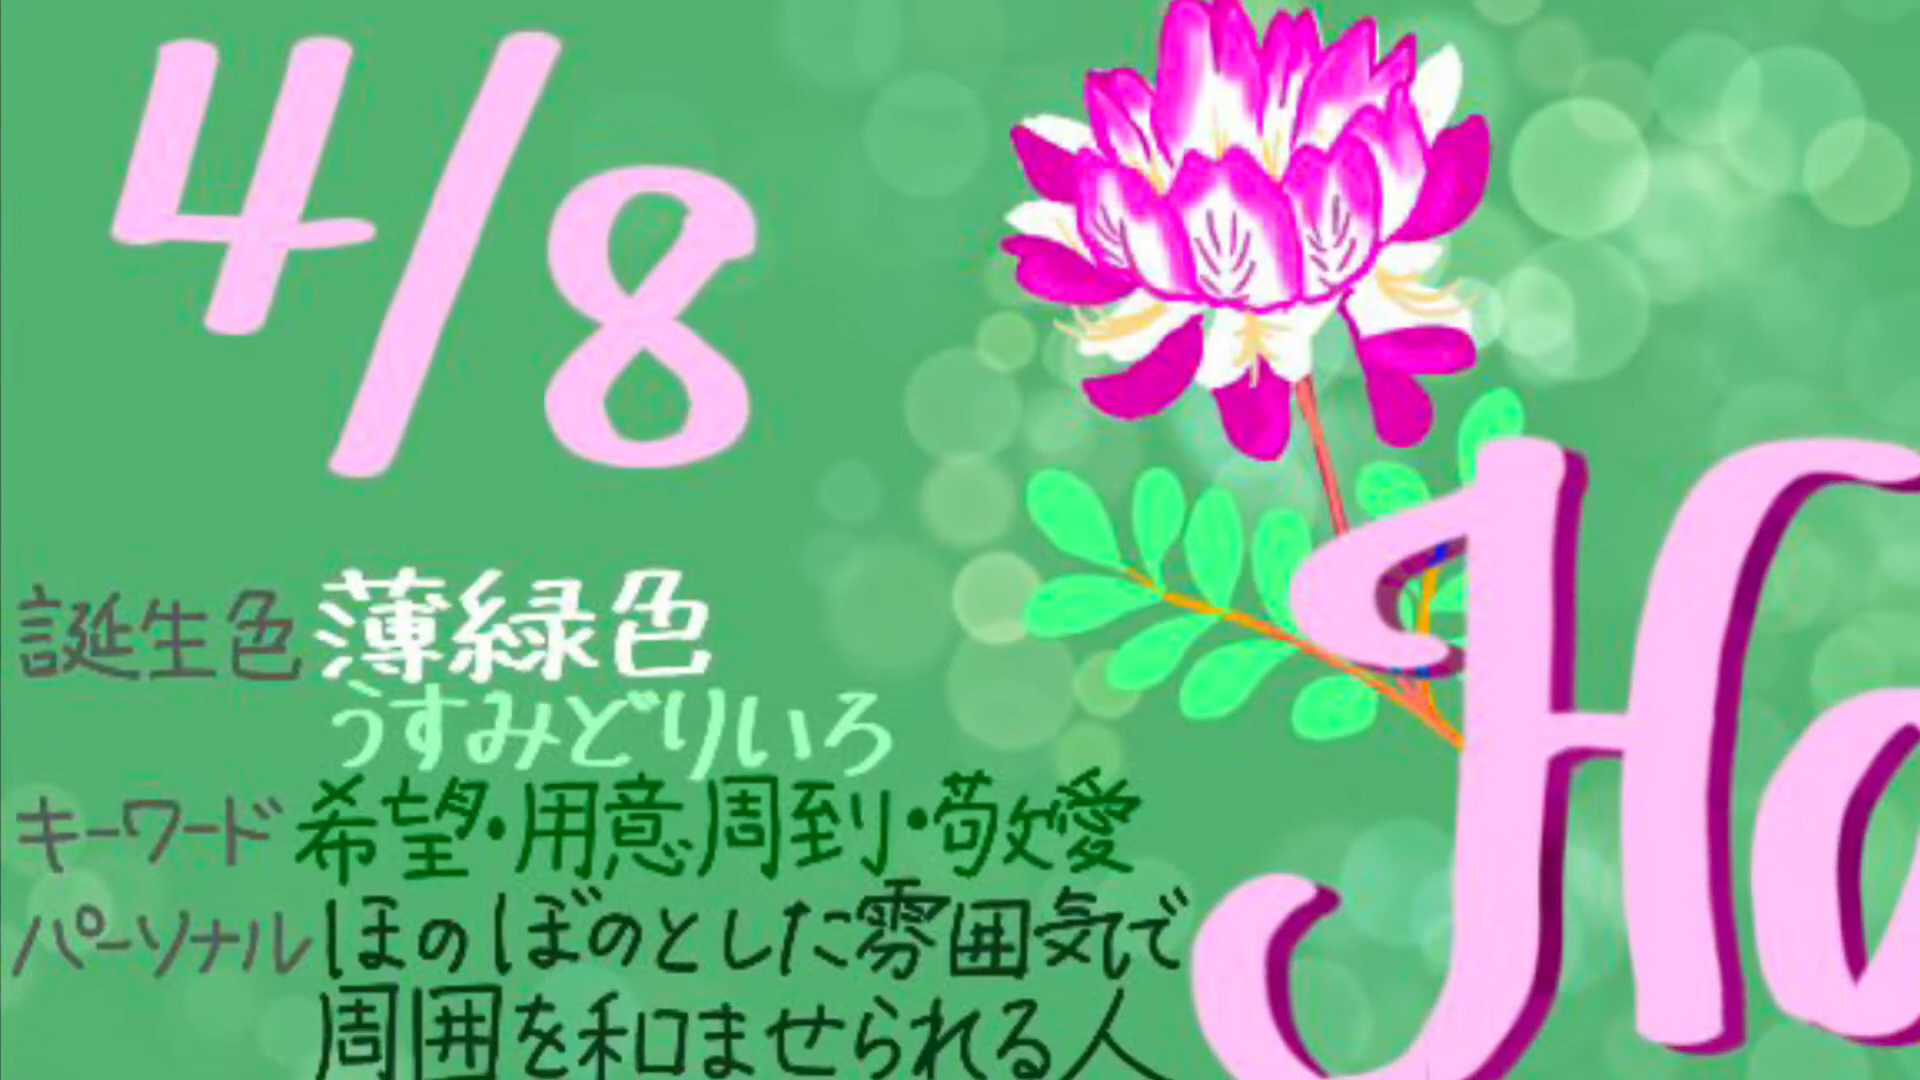 4/8
誕生色 薄緑色
うすみどりいろ
キーワード 希望・用意周到・敬愛
パーソナル ほのぼのとした雰囲気で
周囲を和ませられる人
Ha